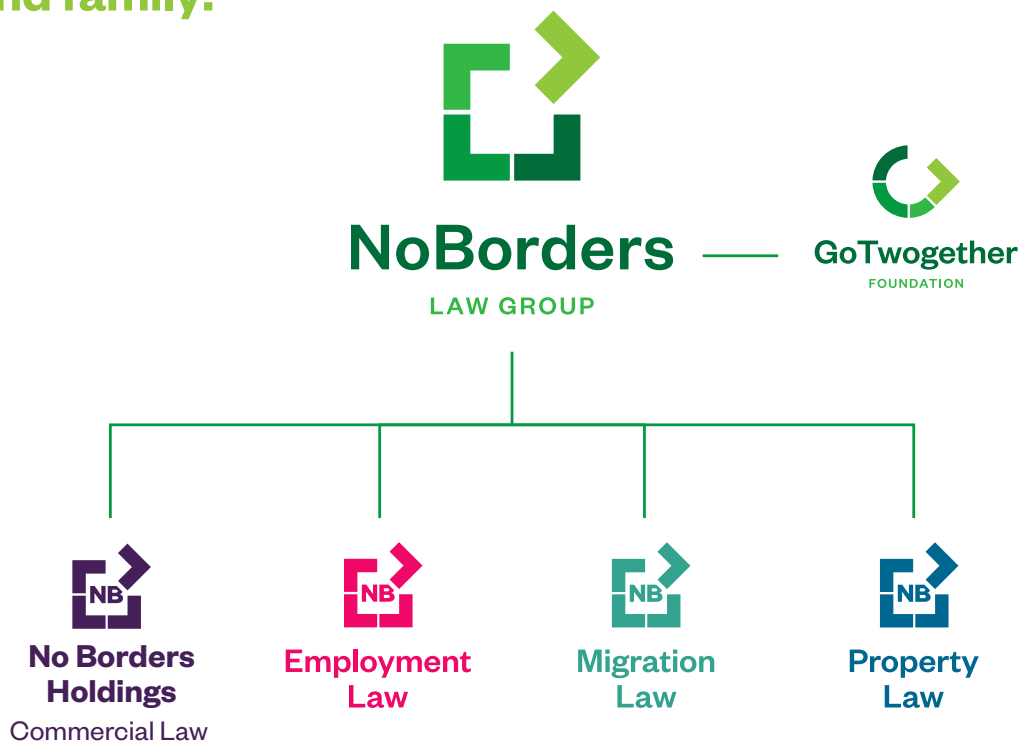 family.
NoBorders
LAW GROUP
GoTwogether
FOUNDATION
NB
NB
NB
NB
No Borders
Holdings
Commercial Law
Employment
Law
Migration
Law
Property
Law